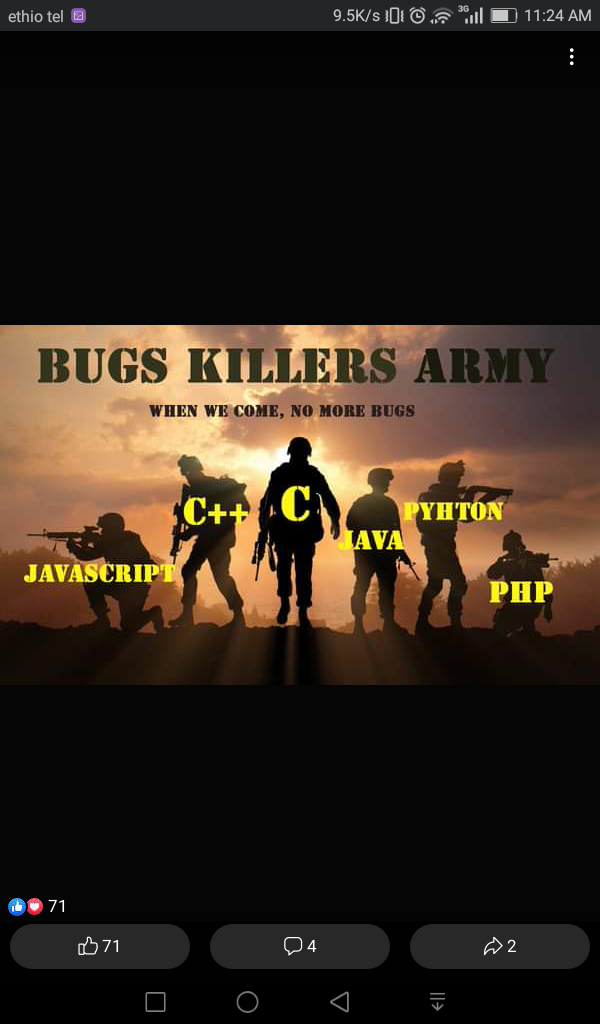 ethio tel 9.5K/s 3G 11:24 AM
BUGS KILLERS ARMY
WHEN WE COME, NO MORE BUGS
C++ C PYHTON
JAVA
JAVASCRIPT
PHP
71
71 4 2